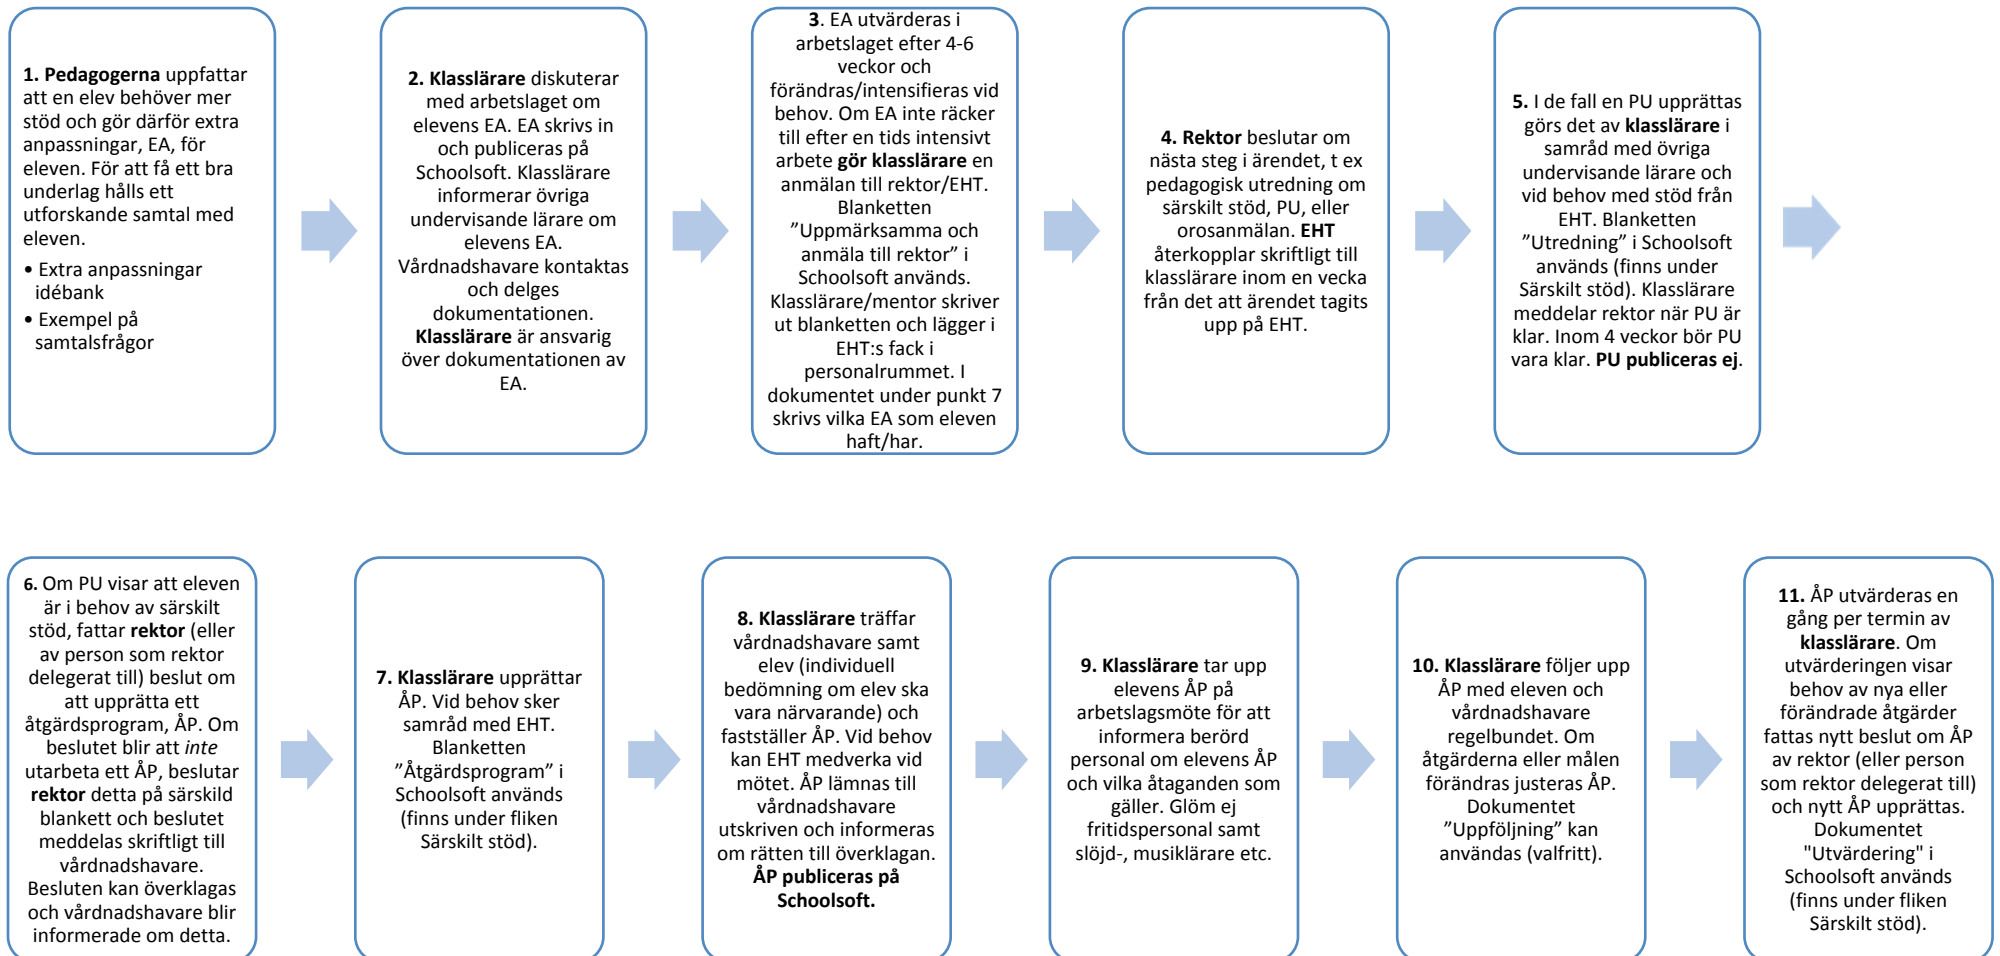 1. Pedagogerna uppfattar
att en elev behöver mer
stöd och gör därför extra
anpassningar, EA, för
eleven. För att få ett bra
underlag hålls ett
utforskande samtal med
eleven.
• Extra anpassningar
idébank
• Exempel på
samtalsfrågor
2. Klasslärare diskuterar
med arbetslaget om
elevens EA. EA skrivs in
och publiceras på
Schoolsoft. Klasslärare
informerar övriga
undervisande lärare om
elevens EA.
Vårdnadshavare kontaktas
och delges
dokumentationen.
Klasslärare är ansvarig
över dokumentationen av
EA.
3. EA utvärderas i
arbetslaget efter 4-6
veckor och
förändras/intensifieras vid
behov. Om EA inte räcker
till efter en tids intensivt
arbete gör klasslärare en
anmälan till rektor/EHT.
Blanketten
”Uppmärksamma och
anmäla till rektor” i
Schoolsoft används.
Klasslärare/mentor skriver
ut blanketten och lägger i
EHT:s fack i
personalrummet. I
dokumentet under punkt 7
skrivs vilka EA som eleven
haft/har.
4. Rektor beslutar om
nästa steg i ärendet, t ex
pedagogisk utredning om
särskilt stöd, PU, eller
orosanmälan. EHT
återkopplar skriftligt till
klasslärare inom en vecka
från det att ärendet tagits
upp på EHT.
5. I de fall en PU upprättas
görs det av klasslärare i
samråd med övriga
undervisande lärare och
vid behov med stöd från
EHT. Blanketten
”Utredning” i Schoolsoft
används (finns under
Särskilt stöd). Klasslärare
meddelar rektor när PU är
klar. Inom 4 veckor bör PU
vara klar. PU publiceras ej.
6. Om PU visar att eleven
är i behov av särskilt
stöd, fattar rektor (eller
av person som rektor
delegerat till) beslut om
att upprätta ett
åtgärdsprogram, ÅP. Om
beslutet blir att inte
utarbeta ett ÅP, beslutar
rektor detta på särskild
blankett och beslutet
meddelas skriftligt till
vårdnadshavare.
Besluten kan överklagas
och vårdnadshavare blir
informerade om detta.
7. Klasslärare upprättar
ÅP. Vid behov sker
samråd med EHT.
Blanketten
”Åtgärdsprogram” i
Schoolsoft används
(finns under fliken
Särskilt stöd).
8. Klasslärare träffar
vårdnadshavare samt
elev (individuell
bedömning om elev ska
vara närvarande) och
fastställer ÅP. Vid behov
kan EHT medverka vid
mötet. ÅP lämnas till
vårdnadshavare
utskriven och informeras
om rätten till överklagan.
ÅP publiceras på
Schoolsoft.
9. Klasslärare tar upp
elevens ÅP på
arbetslagsmöte för att
informera berörd
personal om elevens ÅP
och vilka åtaganden som
gäller. Glöm ej
fritidspersonal samt
slöjd-, musiklärare etc.
10. Klasslärare följer upp
ÅP med eleven och
vårdnadshavare
regelbundet. Om
åtgärderna eller målen
förändras justeras ÅP.
Dokumentet
”Uppföljning” kan
användas (valfritt).
11. ÅP utvärderas en
gång per termin av
klasslärare. Om
utvärderingen visar
behov av nya eller
förändrade åtgärder
fattas nytt beslut om ÅP
av rektor (eller person
som rektor delegerat till)
och nytt ÅP upprättas.
Dokumentet
"Utvärdering" i
Schoolsoft används
(finns under fliken
Särskilt stöd).